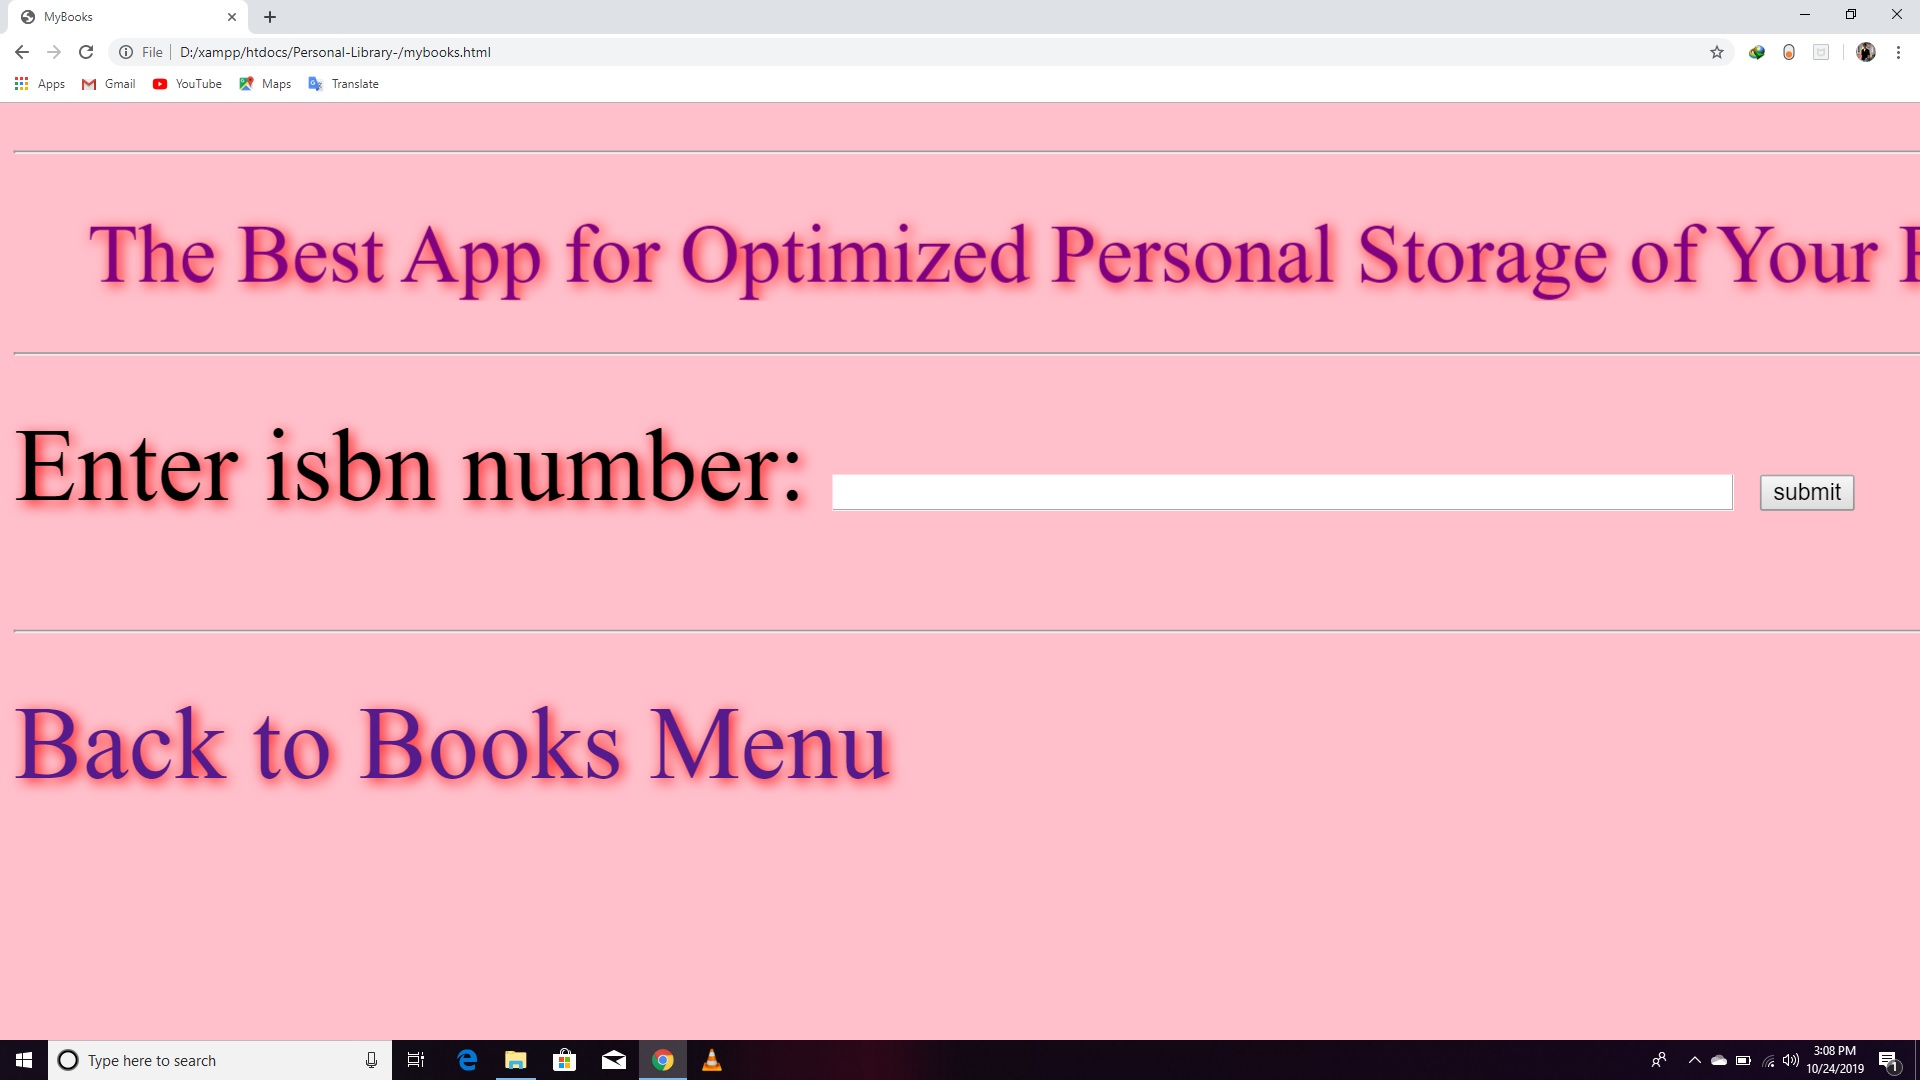 MyBooks
File
D:/xampp/htdocs/Personal-Library-/mybooks.html
Apps Gmail YouTube Maps Translate
The Best App for Optimized Personal Storage of Your
Enter isbn number: submit
Back to Books Menu
Type here to search
3:08 PM
10/24/2019
1